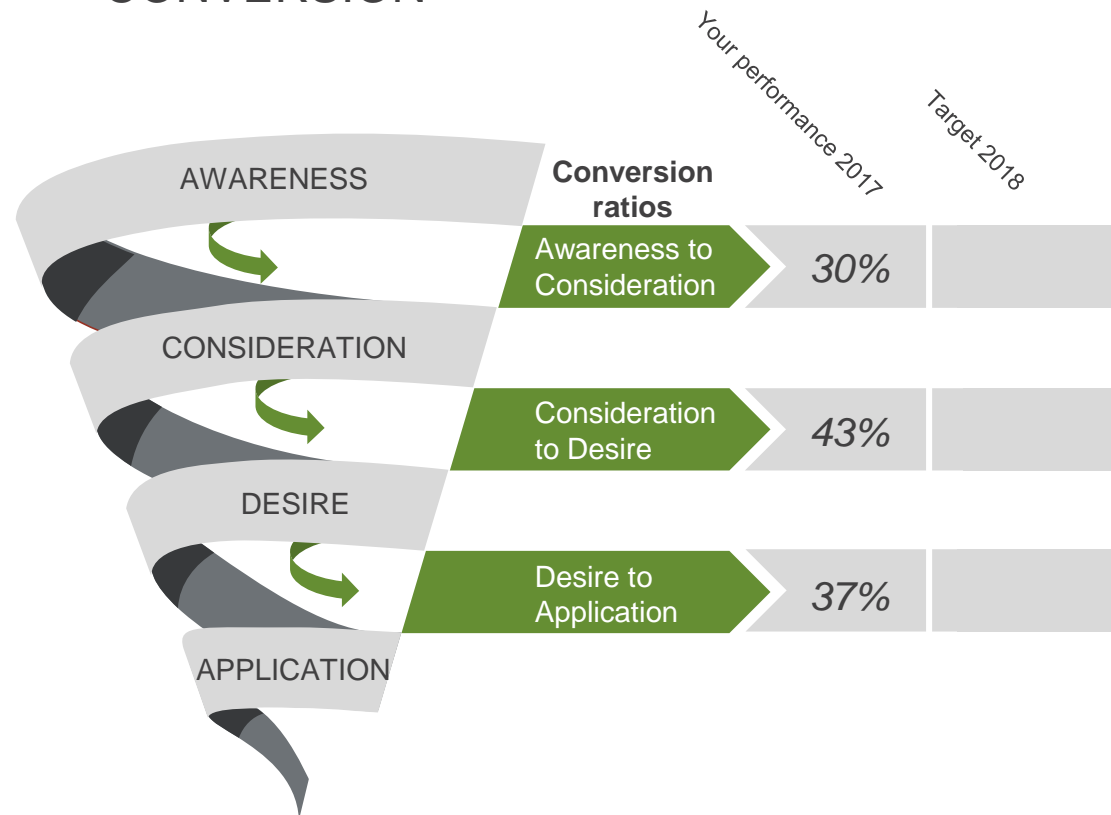 CONVERSION
Your performance 2017
Target 2018
AWARENESS
Conversion
ratios
Awareness to
Consideration
30%
CONSIDERATION
Consideration
to Desire
43%
DESIRE
Desire to
Application
37%
APPLICATION